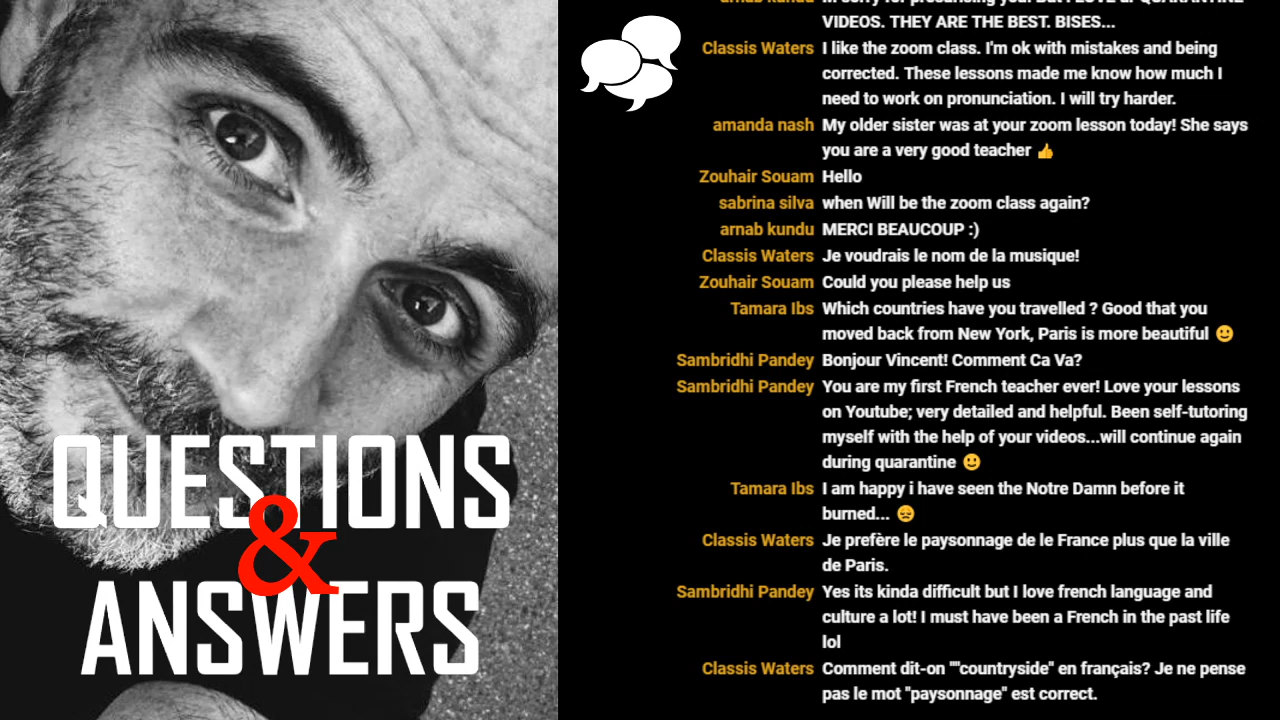 QUESTIONS
&
ANSWERS
VIDEOS. THEY ARE THE BEST. BISES...
Classis Waters I like the zoom class. I'm ok with mistakes and being
corrected. These lessons made me know how much I
need to work on pronunciation. I will try harder.
amanda nash My older sister was at your zoom lesson today! She says
you are a very good teacher 👍
Zouhair Souam Hello
sabrina silva when Will be the zoom class again?
arnab kundu MERCI BEAUCOUP :)
Classis Waters Je voudrais le nom de la musique!
Zouhair Souam Could you please help us
Tamara Ibs Which countries have you travelled ? Good that you
moved back from New York, Paris is more beautiful 🙂
Sambridhi Pandey Bonjour Vincent! Comment Ca Va?
Sambridhi Pandey You are my first French teacher ever! Love your lessons
on Youtube; very detailed and helpful. Been self-tutoring
myself with the help of your videos...will continue again
during quarantine 🙂
Tamara Ibs I am happy i have seen the Notre Damn before it
burned... 😔
Classis Waters Je prefère le paysonnage de le France plus que la ville
de Paris.
Sambridhi Pandey Yes its kinda difficult but I love french language and
culture a lot! I must have been a French in the past life
lol
Classis Waters Comment dit-on ""countryside" en français? Je ne pense
pas le mot "paysonnage" est correct.